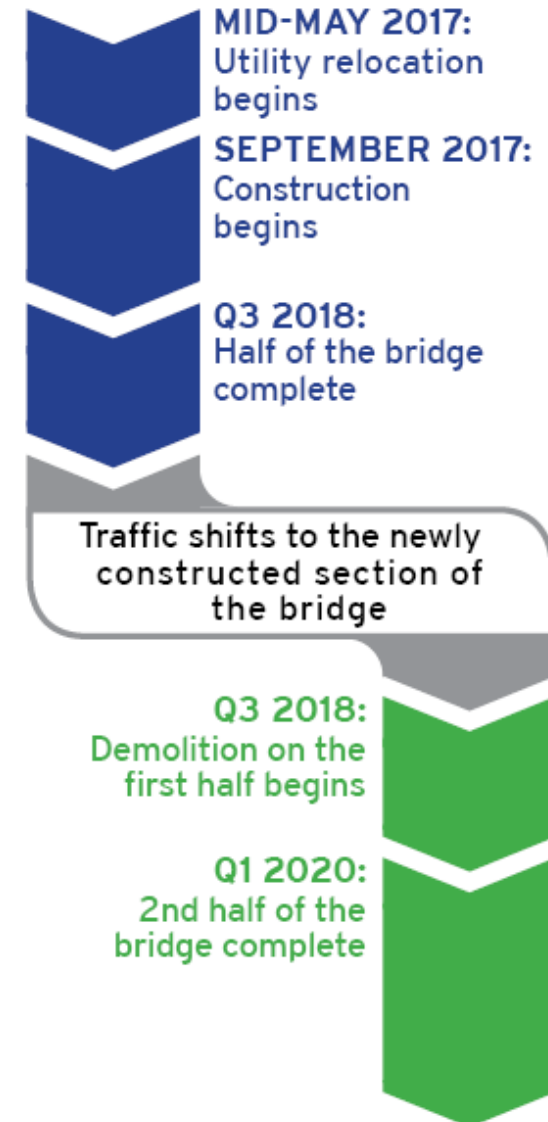 MID-MAY 2017:
Utility relocation
begins
SEPTEMBER 2017:
Construction
begins
Q3 2018:
Half of the bridge
complete
Traffic shifts to the newly
constructed section of
the bridge
Q3 2018:
Demolition on the
first half begins
Q1 2020:
2nd half of the
bridge complete